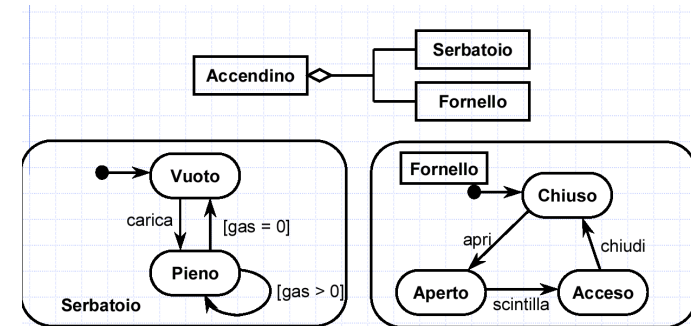 Serbatoio
Accendino
Fornello
Fornello
Vuoto
Chiuso
carica
[gas = 0]
apri
chiudi
Pieno
[gas > 0]
Aperto
scintilla
Acceso
Serbatoio